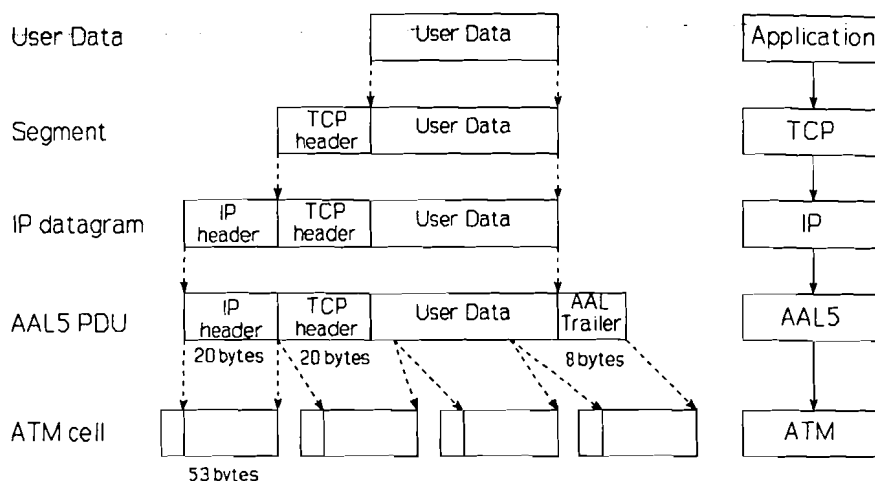 User Data
User Data
Application
Segment
TCP
header
User Data
TCP
IP datagram
IP
header
TCP
header
User Data
IP
AAL5 PDU
IP
header
TCP
header
User Data
AAL
Trailer
AAL5
20 bytes
20 bytes
8 bytes
ATM cell
ATM
53 bytes